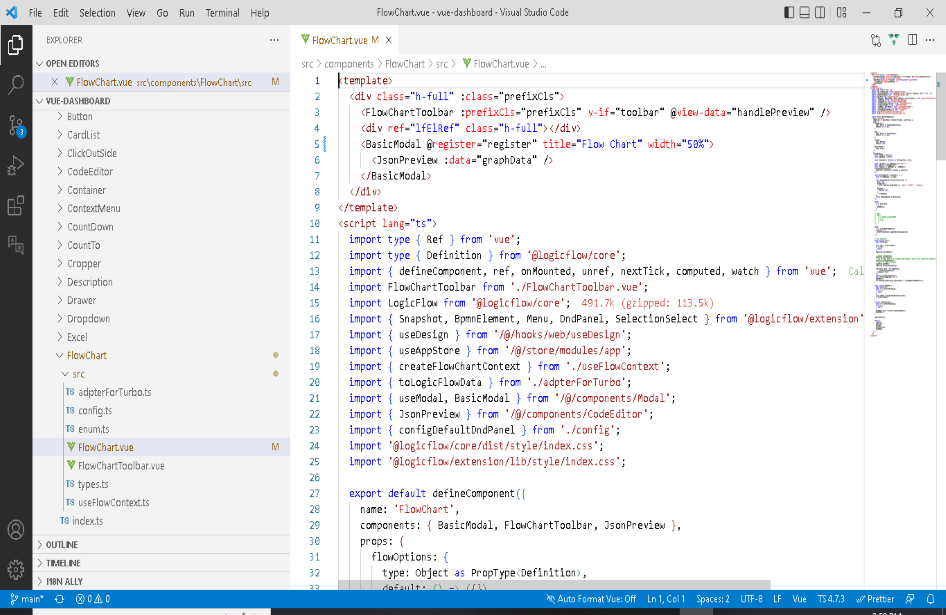 File Edit Selection View Go Run Terminal Help FlowChart.vue - vue-dashboard - Visual Studio Code
EXPLORER
OPEN EDITORS
FlowChart.vue src\components\FlowChart\src M
VUE-DASHBOARD
Button
CardList
ClickOutSide
CodeEditor
Container
ContextMenu
CountDown
CountTo
Cropper
Description
Drawer
Dropdown
Excel
FlowChart
src
TS adpterForTurbo.ts
TS config.ts
TS enum.ts
FlowChart.vue M
FlowChartToolbar.vue
TS types.ts
TS useFlowContext.ts
TS index.ts
OUTLINE
TIMELINE
I18N ALLY
3
FlowChart.vue M
src > components > FlowChart > src > FlowChart.vue > ...
1 <template>
2 <div class="h-full" :class="prefixCls">
3 <FlowChartToolbar :prefixCls="prefixCls" v-if="toolbar" @view-data="handlePreview" />
4 <div ref="lfElRef" class="h-full"></div>
5 <BasicModal @register="register" title="Flow Chart" width="50%">
6 <JsonPreview :data="graphData" />
7 </BasicModal>
8 </div>
9 </template>
10 <script lang="ts">
11 import type { Ref } from 'vue';
12 import type { Definition } from '@logicflow/core';
13 import { defineComponent, ref, onMounted, unref, nextTick, computed, watch } from 'vue'; Cal
14 import FlowChartToolbar from './FlowChartToolbar.vue';
15 import LogicFlow from '@logicflow/core'; 491.7k (gzipped: 113.5k)
16 import { Snapshot, BpmnElement, Menu, DndPanel, SelectionSelect } from '@logicflow/extension'
17 import { useDesign } from '/@/hooks/web/useDesign';
18 import { useAppStore } from '/@/store/modules/app';
19 import { createFlowChartContext } from './useFlowContext';
20 import { toLogicFlowData } from './adpterForTurbo';
21 import { useModal, BasicModal } from '/@/components/Modal';
22 import { JsonPreview } from '/@/components/CodeEditor';
23 import { configDefaultDndPanel } from './config';
24 import '@logicflow/core/dist/style/index.css';
25 import '@logicflow/extension/lib/style/index.css';
26
27 export default defineComponent({
28 name: 'FlowChart',
29 components: { BasicModal, FlowChartToolbar, JsonPreview },
30 props: {
31 flowOptions: {
32 type: Object as PropType<Definition>,
33 default: () => ({})
main* 0 0 Auto Format Vue: Off Ln 1, Col 1 Spaces: 2 UTF-8 LF Vue TS 4.7.3 Prettier